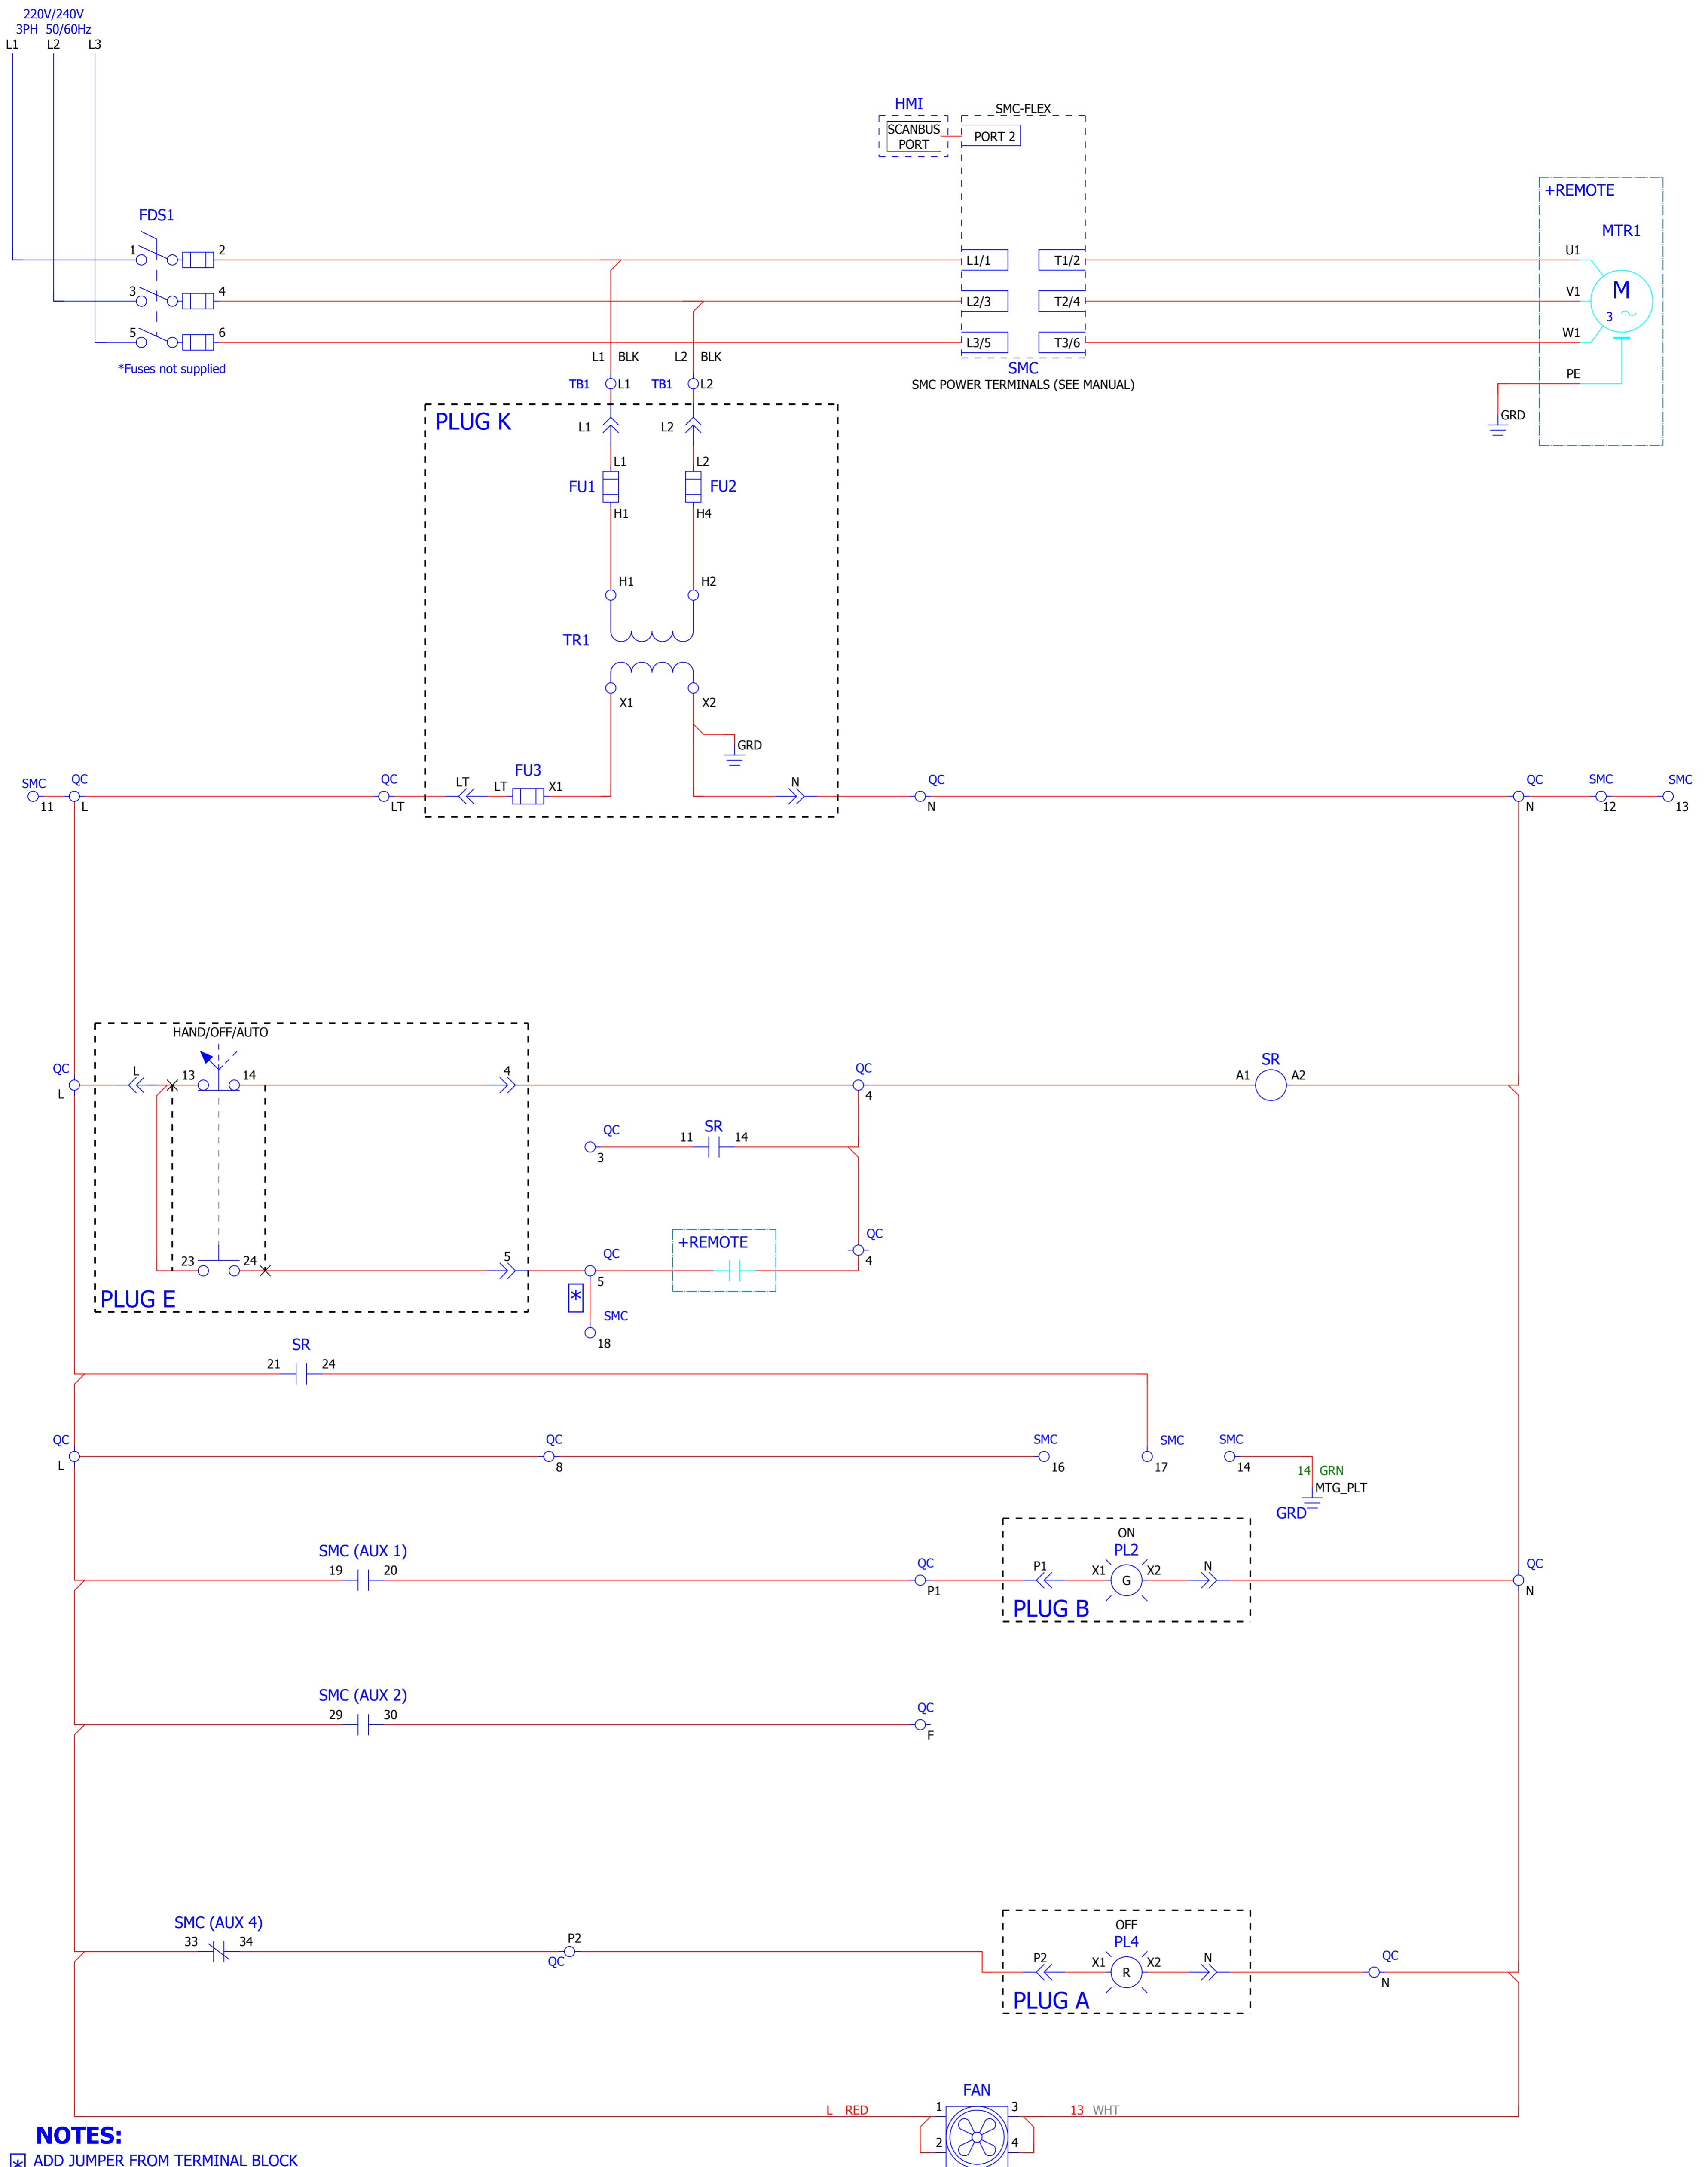 220V/240V
3PH 50/60Hz
L1 L2 L3
HMI
SCANBUS
PORT
SMC-FLEX
PORT 2
+REMOTE
MTR1
FDS1
1 2
3 4
5 6
*Fuses not supplied
L1/1 T1/2
L2/3 T2/4
L3/5 T3/6
SMC
SMC POWER TERMINALS (SEE MANUAL)
U1
V1
W1
PE
M
3
GRD
L1 BLK L2 BLK
TB1 L1 TB1 L2
PLUG K
L1 L2
L1 L2
FU1 FU2
H1 H4
H1 H2
TR1
X1 X2
GRD
SMC
11
QC
L
QC
LT
LT
LT
FU3
X1
N
QC
N
QC
N
SMC
12
SMC
13
HAND/OFF/AUTO
QC
L
L
13 14
4
QC
4
SR
A1 A2
QC
3
SR
11 14
+REMOTE
QC
4
23 24
5
QC
5
*
SMC
18
PLUG E
SR
21 24
QC
L
QC
8
SMC
16
SMC
17
SMC
14
14 GRN
MTG_PLT
GRD
SMC (AUX 1)
19 20
QC
P1
ON
PL2
P1
X1 G X2
N
PLUG B
QC
N
SMC (AUX 2)
29 30
QC
F
SMC (AUX 4)
33 34
P2
QC
OFF
PL4
P2
X1 R X2
N
PLUG A
QC
N
FAN
L RED
1 3
2 4
13 WHT
NOTES:
* ADD JUMPER FROM TERMINAL BLOCK